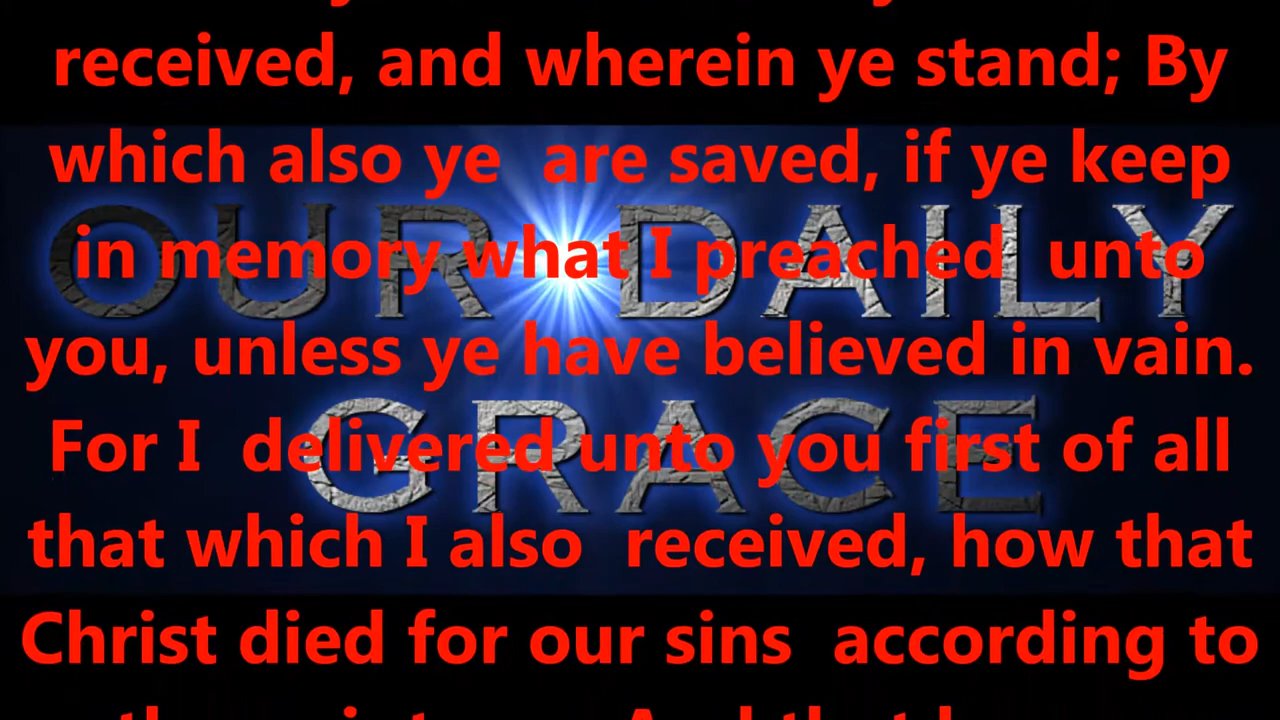 received, and wherein ye stand; By
which also ye are saved, if ye keep
in memory what I preached unto
you, unless ye have believed in vain.
For I delivered unto you first of all
that which I also received, how that
Christ died for our sins according to
OUR DAILY
GRACE